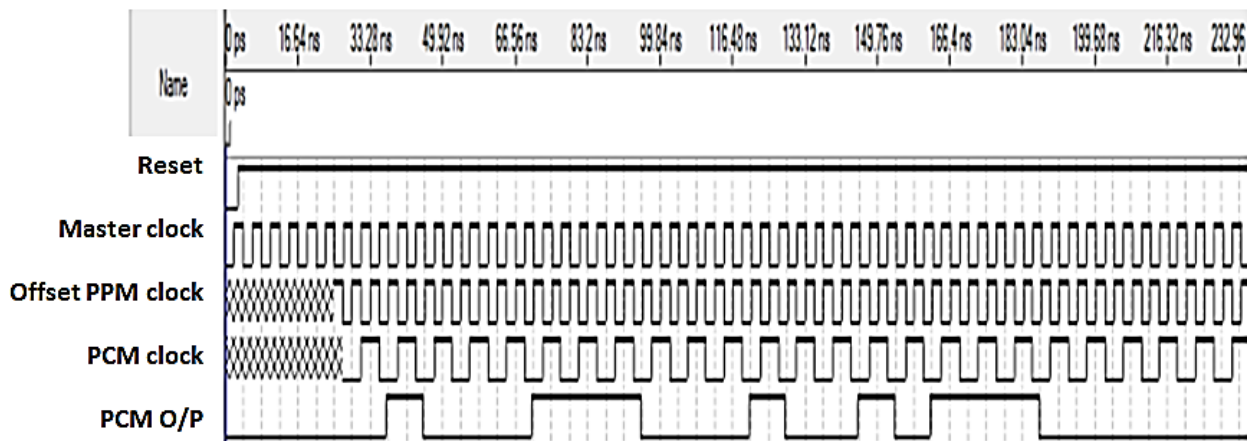 0 ps 16.64 ns 33.28 ns 49.92 ns 66.56 ns 83.2 ns 99.84 ns 116.48 ns 133.12 ns 149.76 ns 166.4 ns 183.04 ns 199.68 ns 216.32 ns 232.96
Name
0 ps
Reset
Master clock
Offset PPM clock
PCM clock
PCM O/P